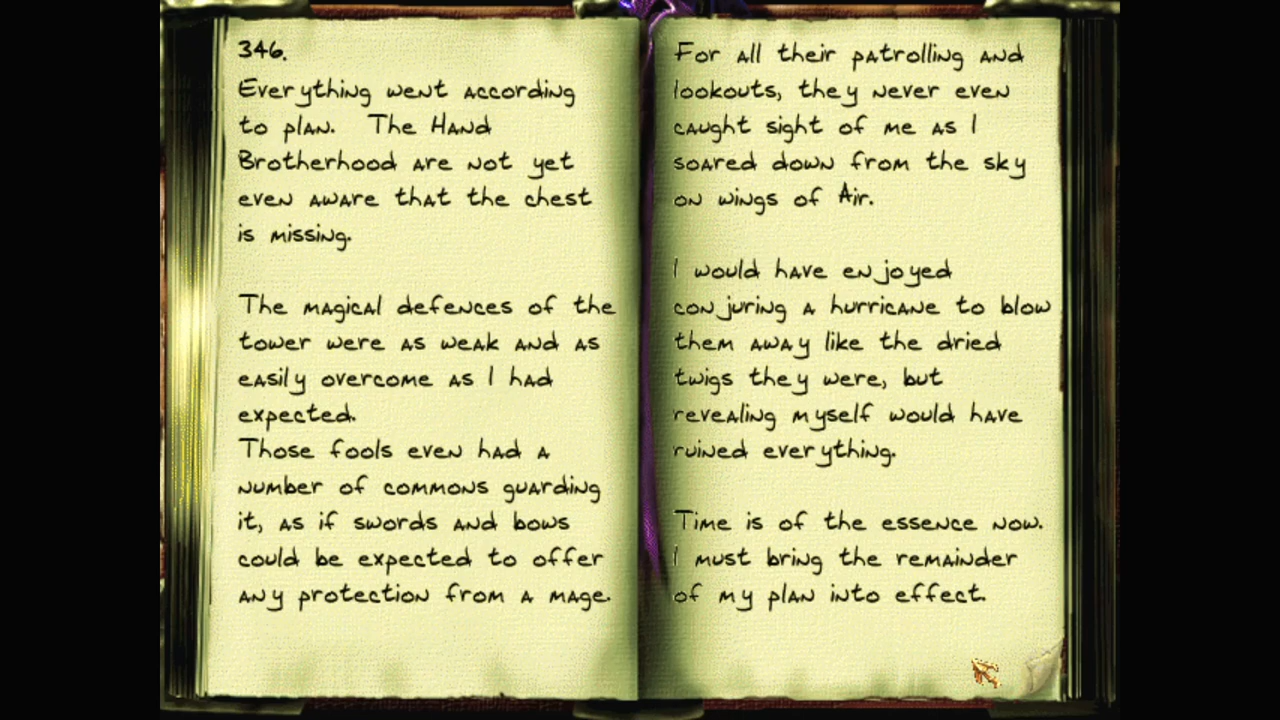 346.
Everything went according
to plan. The Hand
Brotherhood are not yet
even aware that the chest
is missing.
The magical defences of the
tower were as weak and as
easily overcome as I had
expected.
Those fools even had a
number of commons guarding
it, as if swords and bows
could be expected to offer
any protection from a mage.
For all their patrolling and
lookouts, they never even
caught sight of me as I
soared down from the sky
on wings of Air.
I would have enjoyed
conjuring a hurricane to blow
them away like the dried
twigs they were, but
revealing myself would have
ruined everything.
Time is of the essence now.
I must bring the remainder
of my plan into effect.